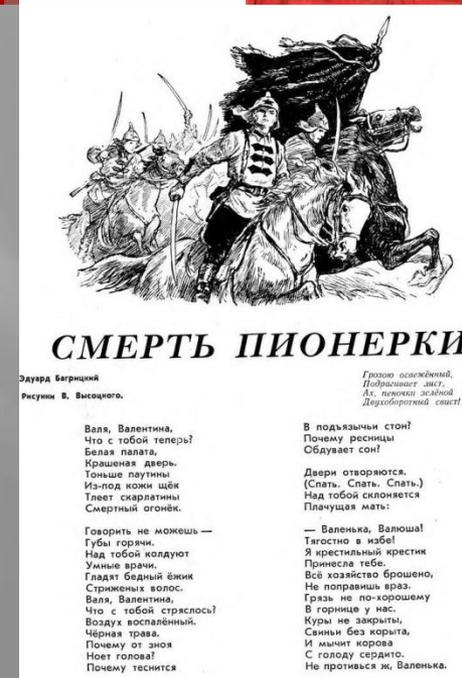 СМЕРТЬ ПИОНЕРКИ
Эдуард Багрицкий
Рисунки В. Высоцкого.
Грозою освежённый,
Подрагивает лист,
Ах, пеночки зелёной
Двухоборотный свист!
Валя, Валентина,
Что с тобой теперь?
Белая палата,
Крашеная дверь.
Тоньше паутины
Из-под кожи щёк
Тлеет скарлатины
Смертный огонёк.
Говорить не можешь —
Губы горячи.
Над тобой колдуют
Умные врачи.
Гладят бедный ёжик
Стриженых волос.
Валя, Валентина,
Что с тобой стряслось?
Воздух воспалённый.
Чёрная трава.
Почему от зноя
Ноет голова?
Почему теснится
В подъязычьи стон?
Почему ресницы
Обдувает сон?
Двери отворяются.
(Спать. Спать. Спать.)
Над тобой склоняется
Плачущая мать:
— Валенька, Валюша!
Тягостно в избе!
Я крестильный крестик
Принесла тебе.
Всё хозяйство брошено,
Не поправишь враз.
Грязь не по-хорошему
В горнице у нас.
Куры не закрыты,
Свиньи без корыта,
И мычит корова
С голоду сердито.
Не противься ж, Валенька.